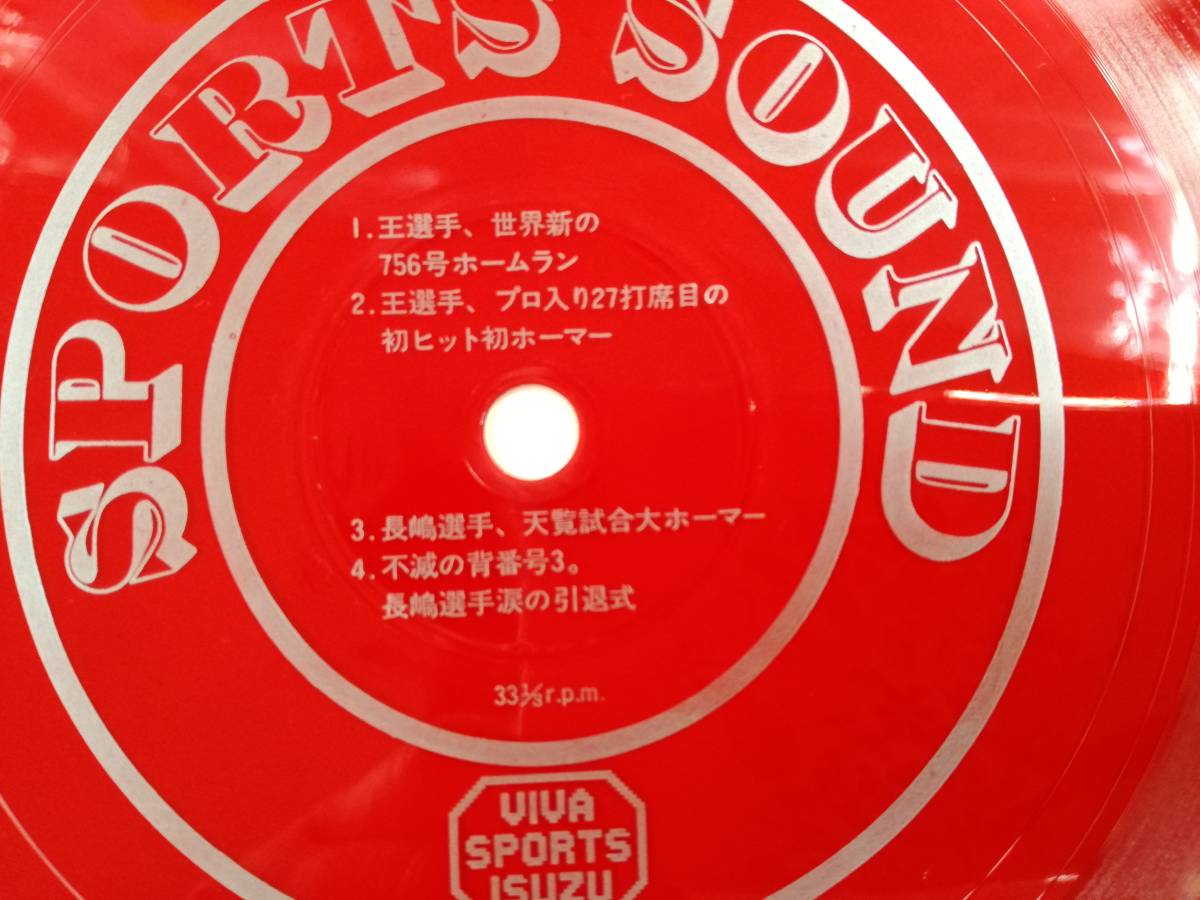 SPORTS SOUND
1.王選手、世界新の
756号ホームラン
2.王選手、プロ入り27打席目の
初ヒット初ホーマー
3.長嶋選手、天覧試合大ホーマー
4.不滅の背番号3。
長嶋選手涙の引退式
33⅓r.p.m.
VIVA
SPORTS
ISUZU